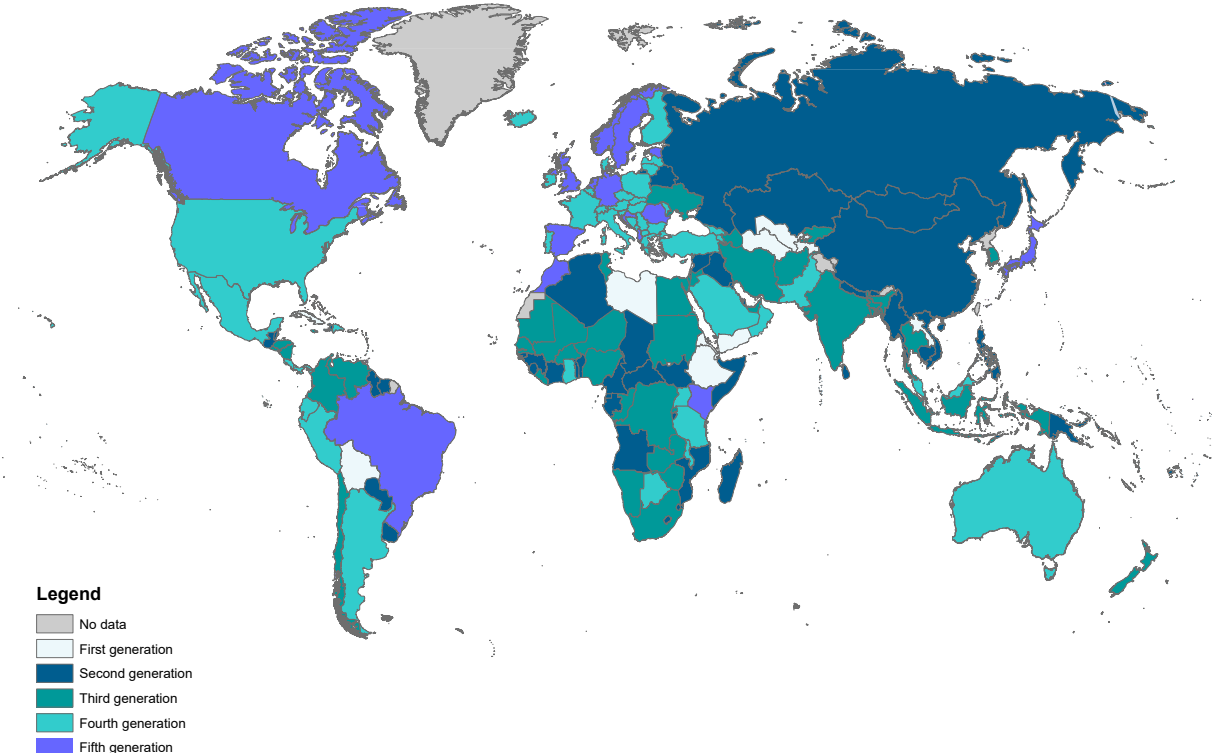 Legend
No data
First generation
Second generation
Third generation
Fourth generation
Fifth generation